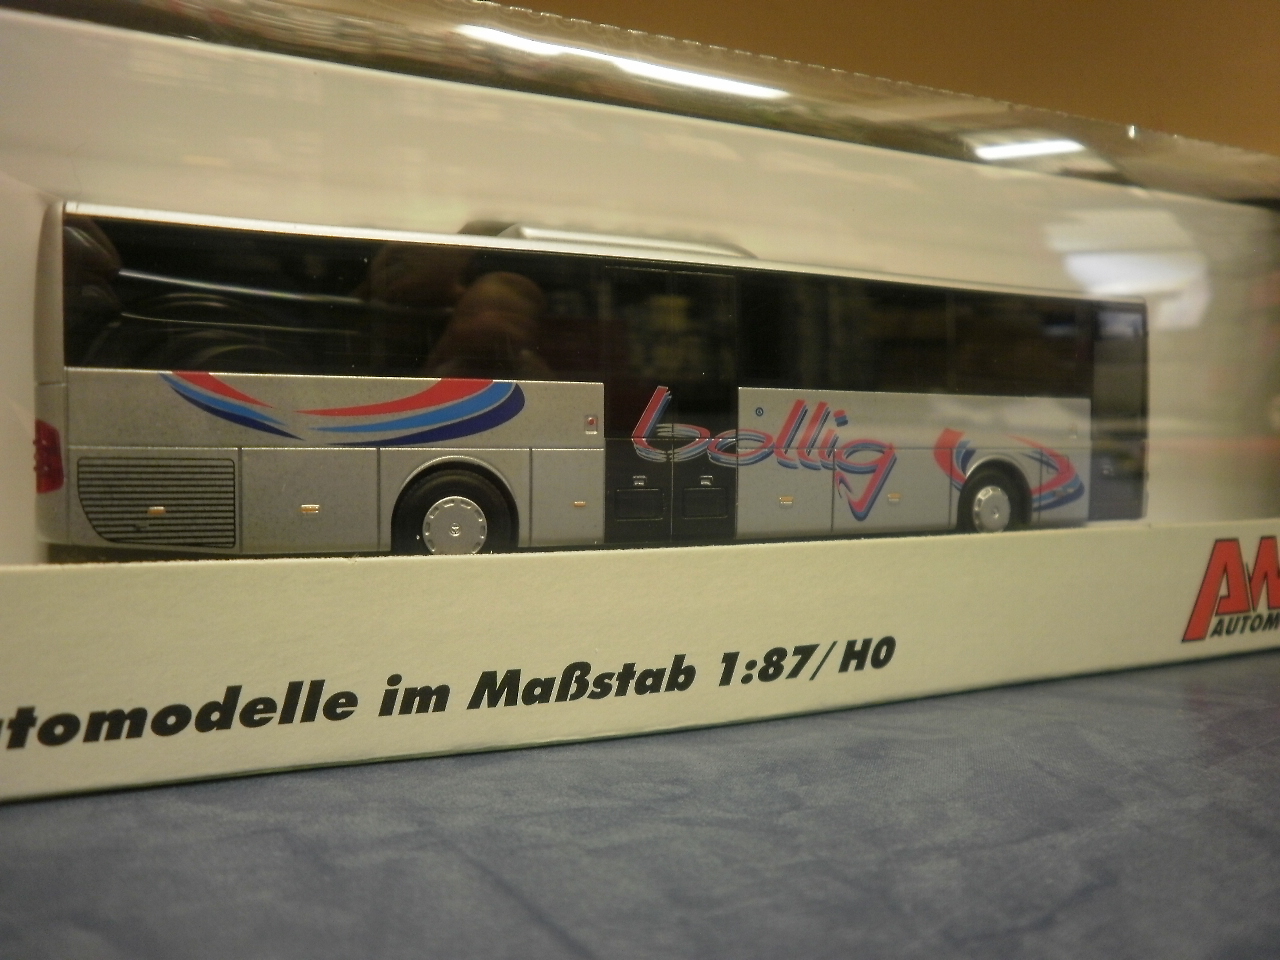 bollig
AW
AUTOM
utomodelle im Maßstab 1:87/H0